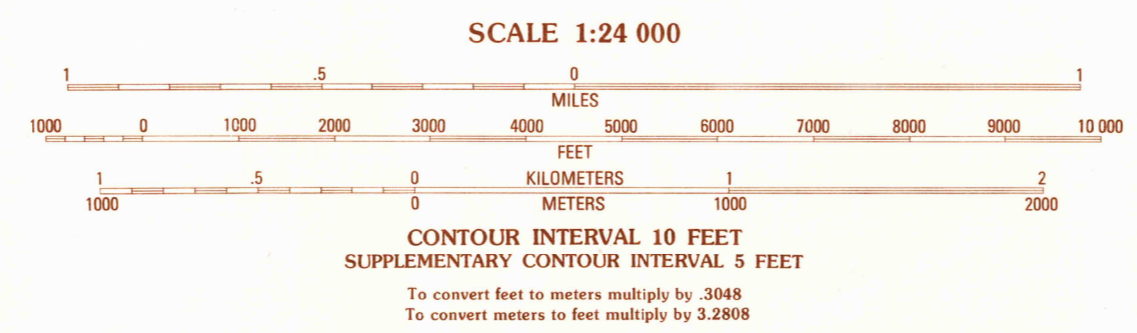 SCALE 1:24 000
1 .5 0 1
MILES
1000 0 1000 2000 3000 4000 5000 6000 7000 8000 9000 10 000
FEET
1 .5 0 KILOMETERS 1 2
1000 0 METERS 1000 2000
CONTOUR INTERVAL 10 FEET
SUPPLEMENTARY CONTOUR INTERVAL 5 FEET
To convert feet to meters multiply by .3048
To convert meters to feet multiply by 3.2808